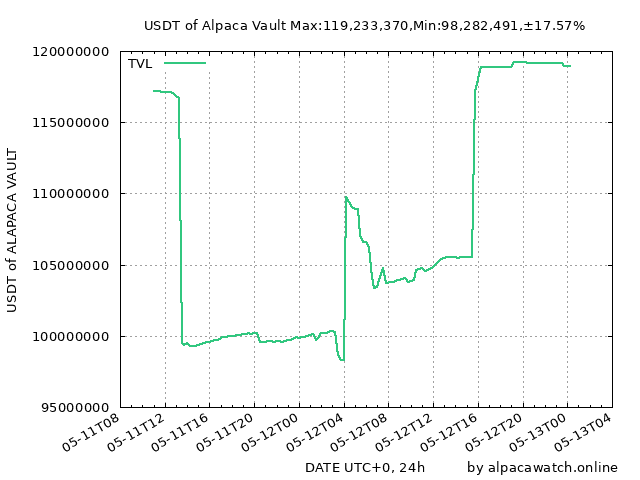 USDT of Alpaca Vault Max:119,233,370,Min:98,282,491,±17.57%
120000000
TVL
115000000
110000000
105000000
100000000
95000000
USDT of ALAPACA VAULT
05-11T08
05-11T12
05-11T16
05-11T20
05-12T00
05-12T04
05-12T08
05-12T12
05-12T16
05-12T20
05-13T00
05-13T04
DATE UTC+0, 24h
by alpacawatch.online